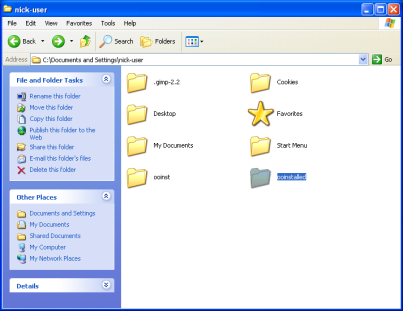 nick-user
File Edit View Favorites Tools Help
Back Search Folders
Address C:\Documents and Settings\nick-user Go
File and Folder Tasks
Rename this folder
Move this folder
Copy this folder
Publish this folder to the
Web
Share this folder
E-mail this folder's files
Delete this folder
Other Places
Documents and Settings
My Documents
Shared Documents
My Computer
My Network Places
Details
.gimp-2.2 Cookies
Desktop Favorites
My Documents Start Menu
ooinst ooinstalled